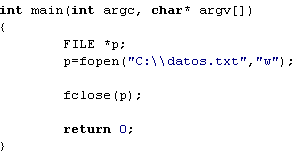 int main(int argc, char* argv[])
{
FILE *p;
p=fopen("C:\\datos.txt","w");
fclose(p);
return 0;
}